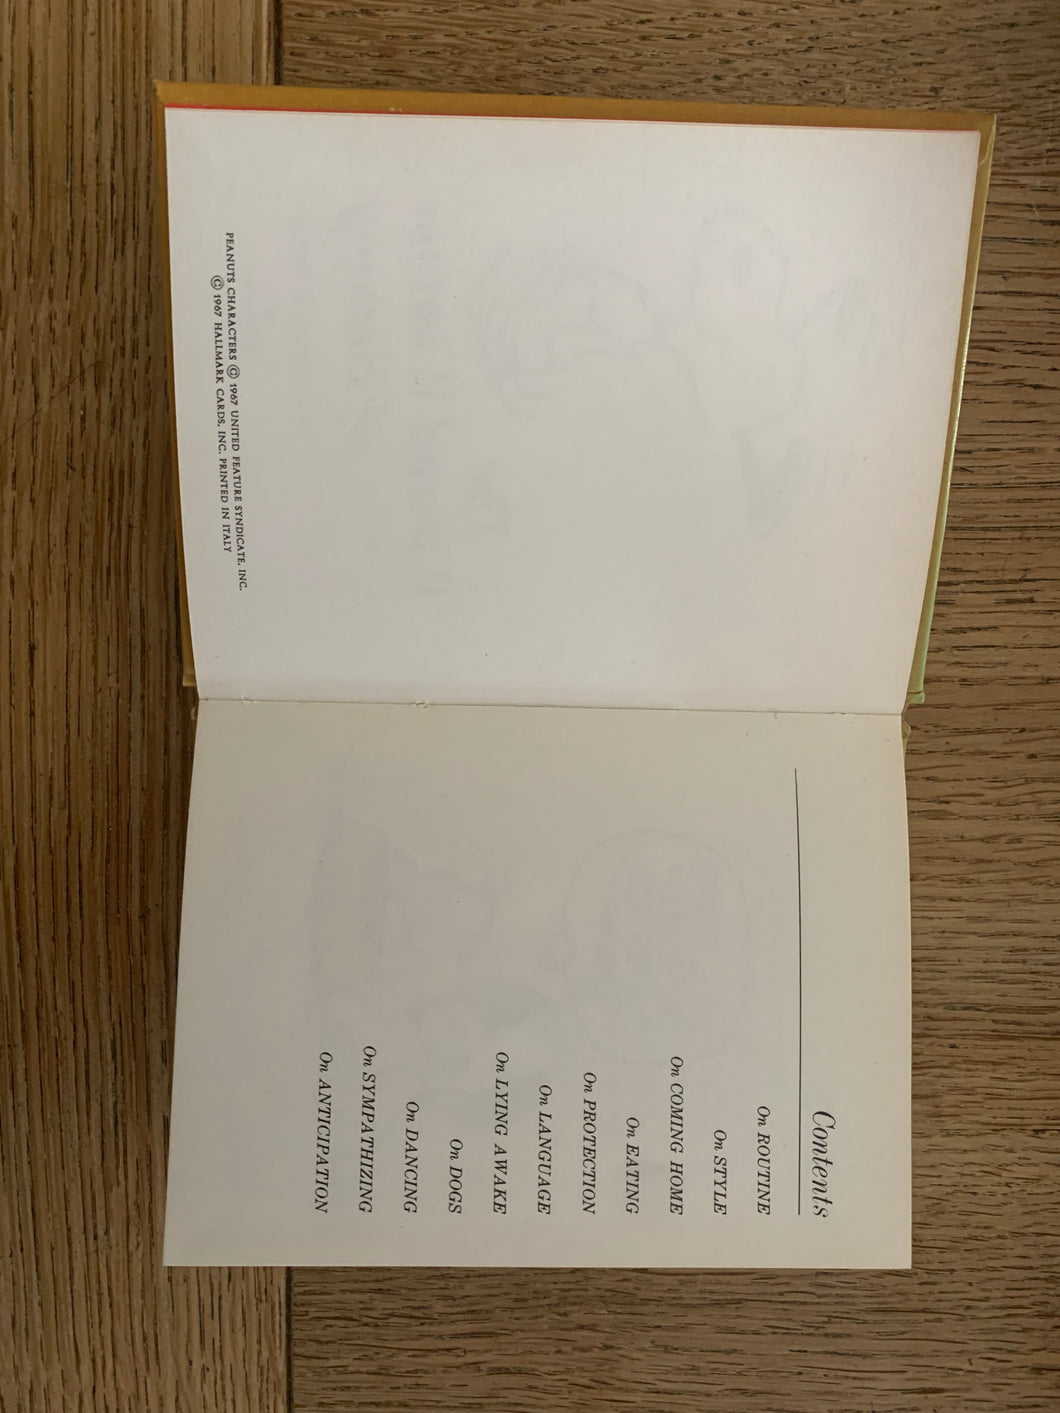 PEANUTS CHARACTERS © 1967 UNITED FEATURE SYNDICATE, INC.
© 1967 HALLMARK CARDS, INC. PRINTED IN ITALY
Contents
On ROUTINE
On STYLE
On COMING HOME
On EATING
On PROTECTION
On LANGUAGE
On LYING AWAKE
On DOGS
On DANCING
On SYMPATHIZING
On ANTICIPATION